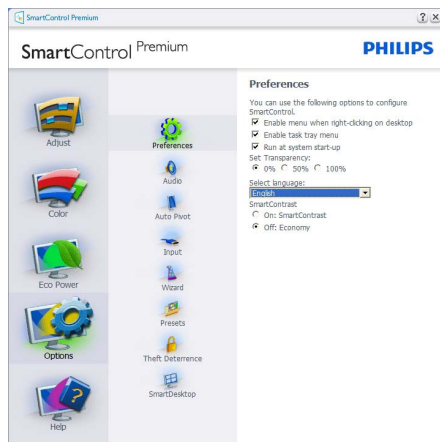 SmartControl Premium
SmartControl Premium
PHILIPS
Adjust
Color
Eco Power
Options
Help
Preferences
Audio
Auto Pivot
Input
Wizard
Presets
Theft Deterrence
SmartDesktop
Preferences
You can use the following options to configure
SmartControl.
Enable menu when right-clicking on desktop
Enable task tray menu
Run at system start-up
Set Transparency:
0% 50% 100%
Select language:
English
SmartContrast
On: SmartContrast
Off: Economy